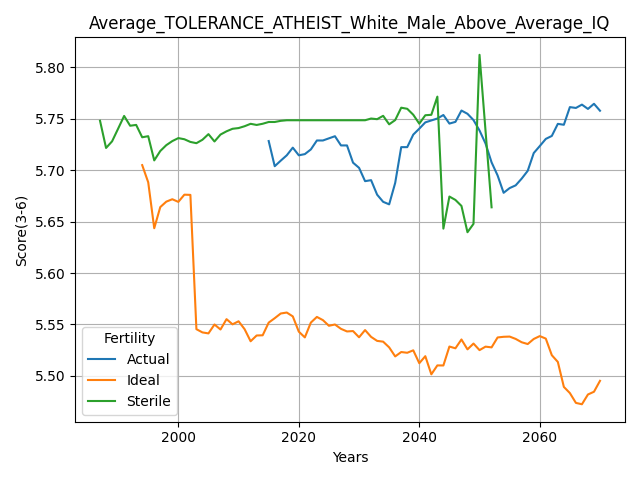 Average_TOLERANCE_ATHEIST_White_Male_Above_Average_IQ
5.80
5.75
5.70
5.65
5.60
5.55
5.50
Score(3-6)
Fertility
Actual
Ideal
Sterile
2000
2020
2040
2060
Years